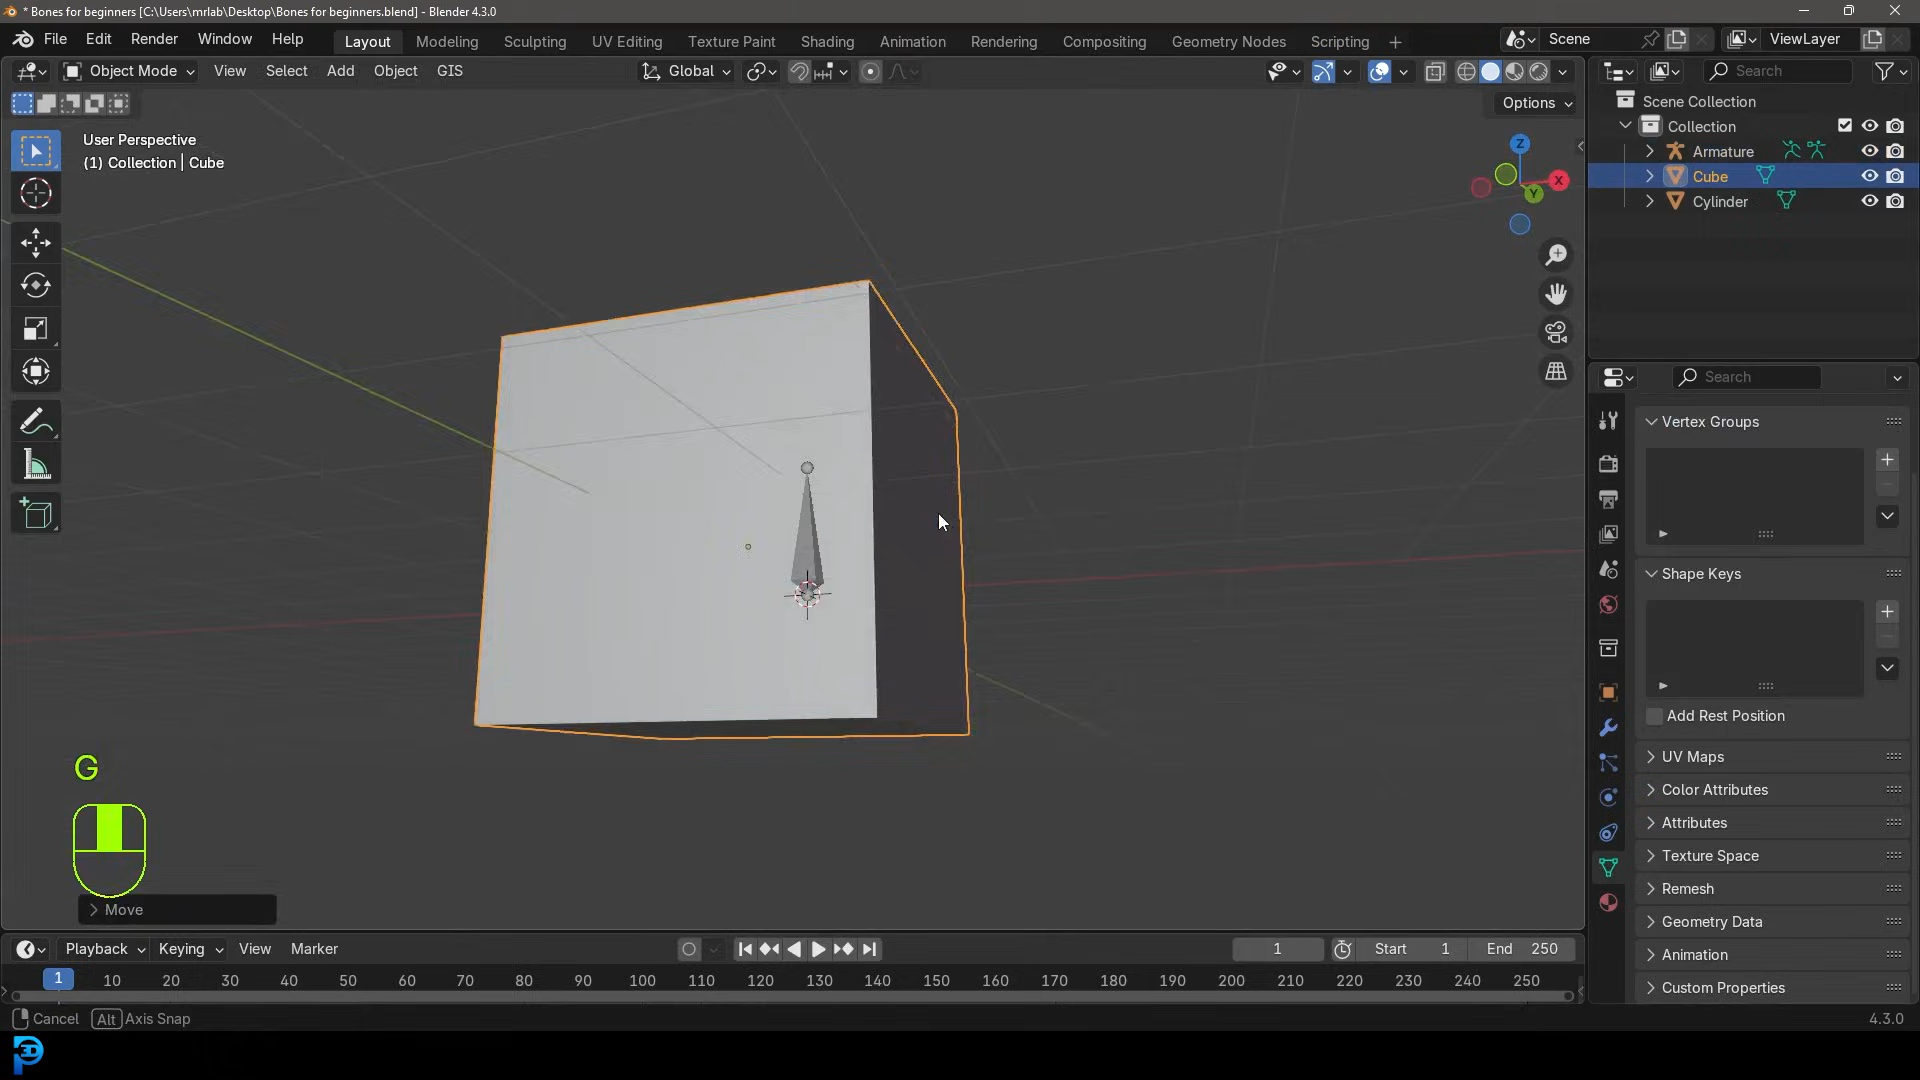 * Bones for beginners [C:\Users\mrlab\Desktop\Bones for beginners.blend] - Blender 4.3.0
File Edit Render Window Help Layout Modeling Sculpting UV Editing Texture Paint Shading Animation Rendering Compositing Geometry Nodes Scripting + Scene ViewLayer
Object Mode View Select Add Object GIS Global Search
Options
Scene Collection
User Perspective
(1) Collection | Cube
Collection
Armature
Cube
Cylinder
Z
X
Y
Search
Vertex Groups
Shape Keys
Add Rest Position
UV Maps
Color Attributes
Attributes
Texture Space
Remesh
Geometry Data
Animation
Custom Properties
G
Move
Playback Keying View Marker 1 Start 1 End 250
1 10 20 30 40 50 60 70 80 90 100 110 120 130 140 150 160 170 180 190 200 210 220 230 240 250
Cancel Alt Axis Snap 4.3.0